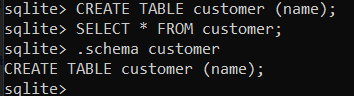 sqlite> CREATE TABLE customer (name);
sqlite> SELECT * FROM customer;
sqlite> .schema customer
CREATE TABLE customer (name);
sqlite>